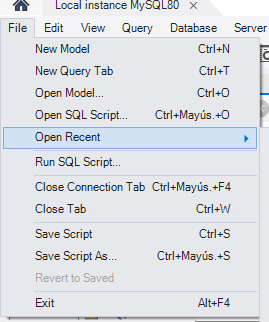 Local instance MySQL80
File Edit View Query Database Server
New Model Ctrl+N
New Query Tab Ctrl+T
Open Model... Ctrl+O
Open SQL Script... Ctrl+Mayús.+O
Open Recent
Run SQL Script...
Close Connection Tab Ctrl+Mayús.+F4
Close Tab Ctrl+W
Save Script Ctrl+S
Save Script As... Ctrl+Mayús.+S
Revert to Saved
Exit Alt+F4